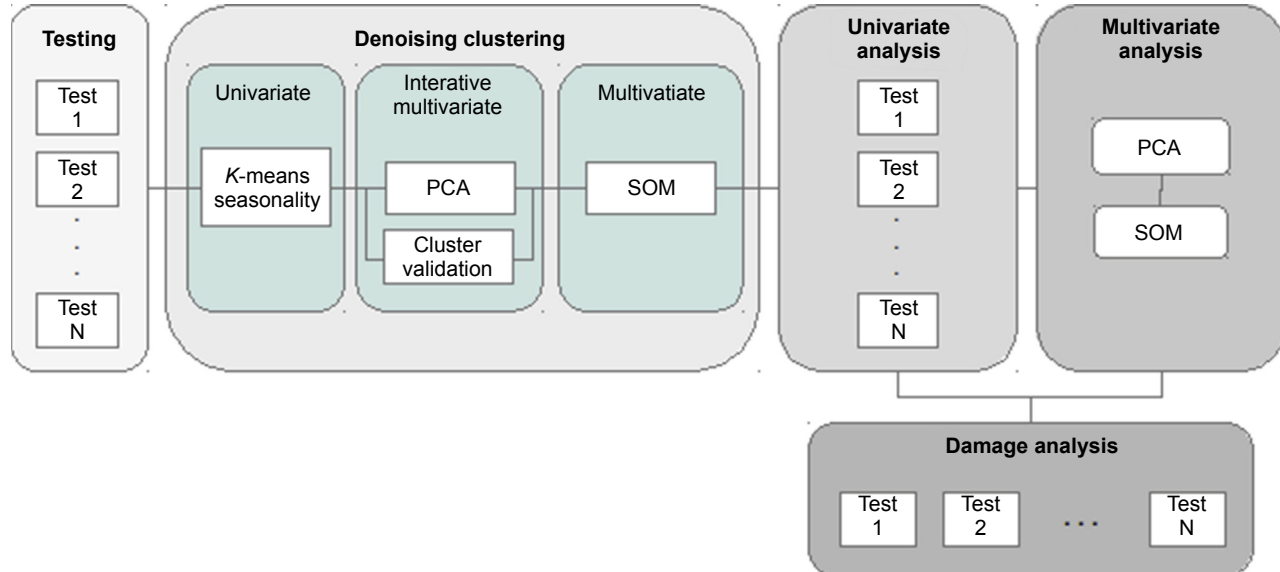 Testing
Test
1
Test
2
.
.
.
Test
N
Denoising clustering
Univariate
K-means
seasonality
Interative
multivariate
PCA
Cluster
validation
Multivatiate
SOM
Univariate
analysis
Test
1
Test
2
.
.
.
Test
N
Multivariate
analysis
PCA
SOM
Damage analysis
Test
1
Test
2
...
Test
N